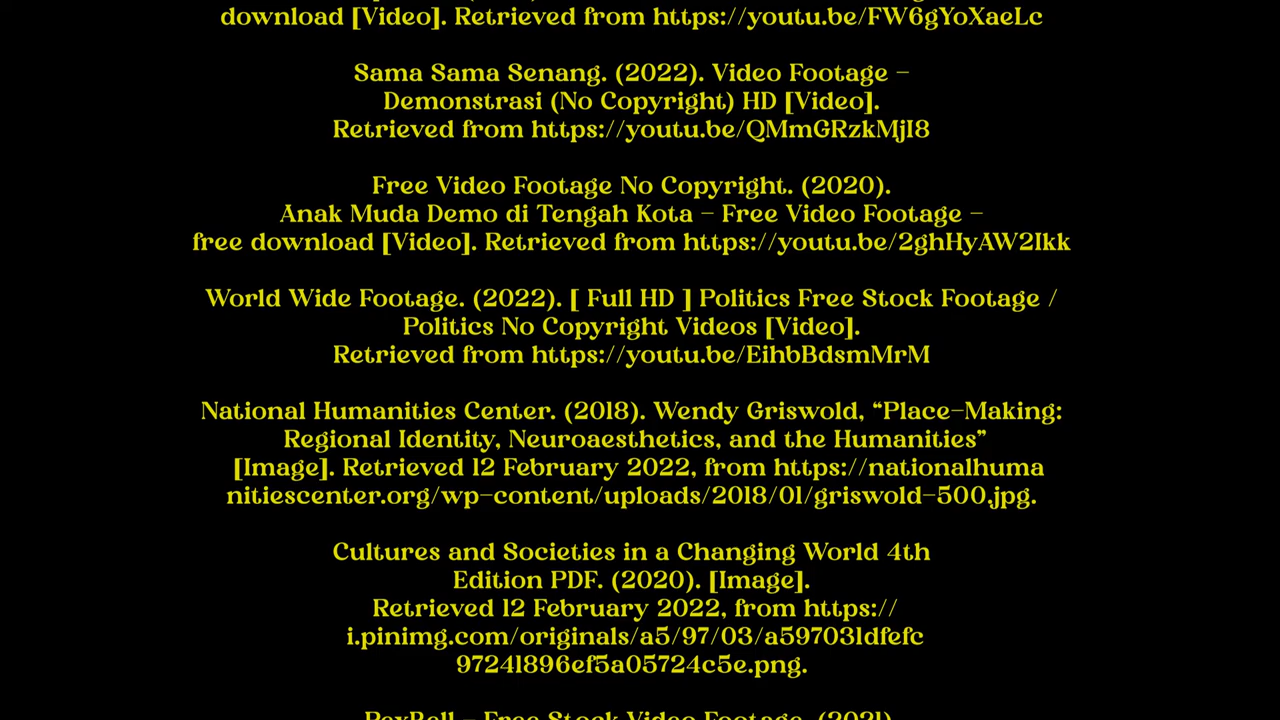 download [Video]. Retrieved from https://youtu.be/FW6gYoXaeLc
Sama Sama Senang. (2022). Video Footage –
Demonstrasi (No Copyright) HD [Video].
Retrieved from https://youtu.be/QMmGRzkMjI8
Free Video Footage No Copyright. (2020).
Anak Muda Demo di Tengah Kota – Free Video Footage –
free download [Video]. Retrieved from https://youtu.be/2ghHyAW2Ikk
World Wide Footage. (2022). [ Full HD ] Politics Free Stock Footage /
Politics No Copyright Videos [Video].
Retrieved from https://youtu.be/EihbBdsmMrM
National Humanities Center. (2018). Wendy Griswold, “Place-Making:
Regional Identity, Neuroaesthetics, and the Humanities”
[Image]. Retrieved 12 February 2022, from https://nationalhuma
nitiescenter.org/wp-content/uploads/2018/01/griswold-500.jpg.
Cultures and Societies in a Changing World 4th
Edition PDF. (2020). [Image].
Retrieved 12 February 2022, from https://
i.pinimg.com/originals/a5/97/03/a597031dfefc
97241896ef5a05724c5e.png.
– Free Stock Video Footage. (2021).